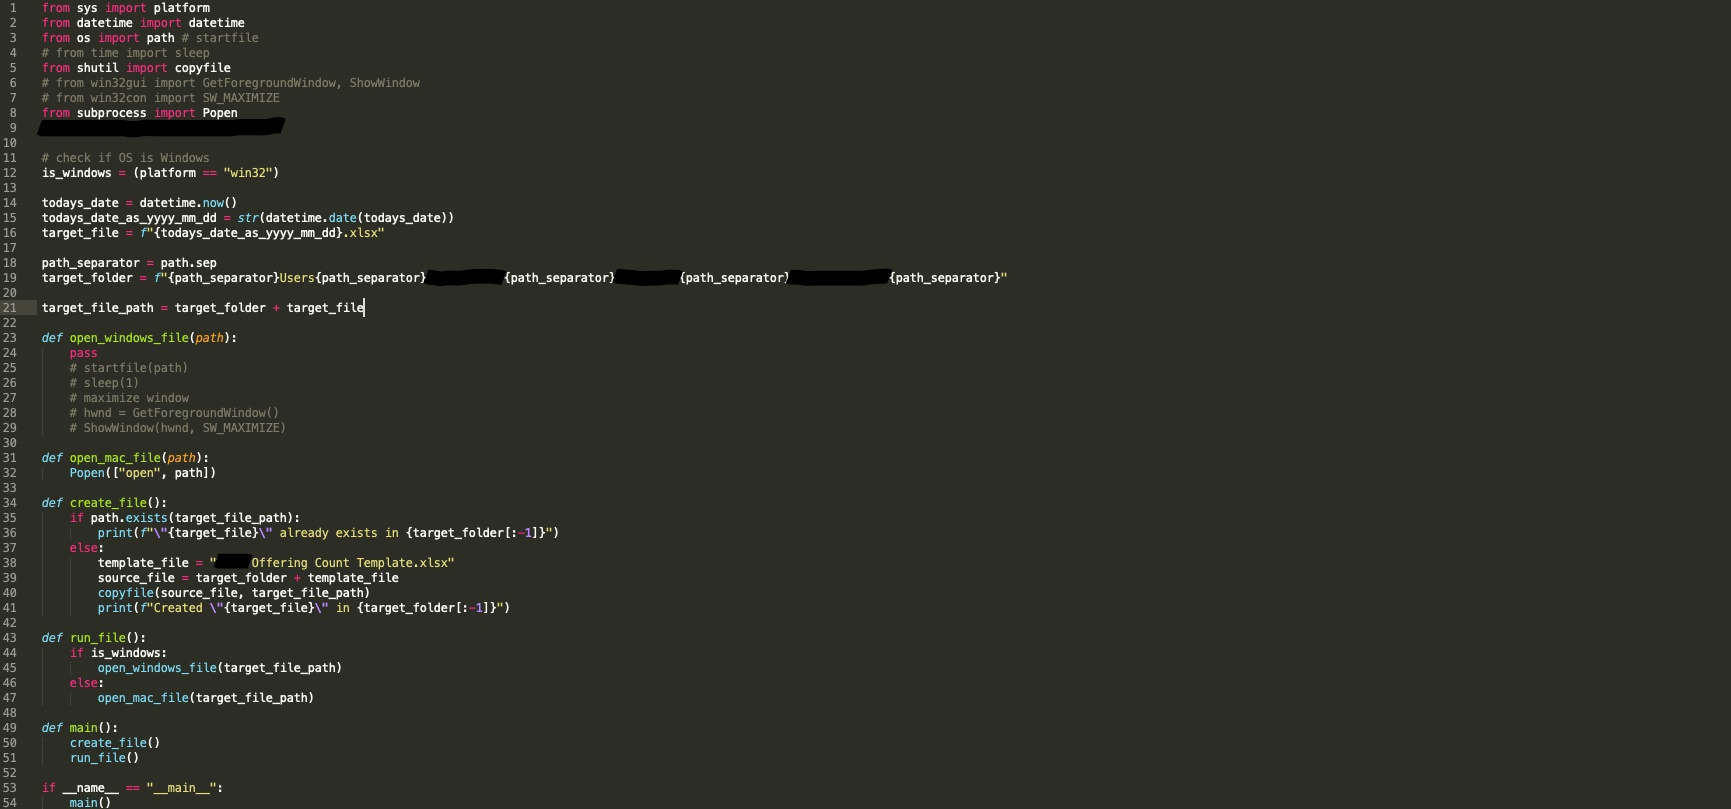 1 from sys import platform
2 from datetime import datetime
3 from os import path # startfile
4 # from time import sleep
5 from shutil import copyfile
6 # from win32gui import GetForegroundWindow, ShowWindow
7 # from win32con import SW_MAXIMIZE
8 from subprocess import Popen
9
10
11 # check if OS is Windows
12 is_windows = (platform == "win32")
13
14 todays_date = datetime.now()
15 todays_date_as_yyyy_mm_dd = str(datetime.date(todays_date))
16 target_file = f"{todays_date_as_yyyy_mm_dd}.xlsx"
17
18 path_separator = path.sep
19 target_folder = f"{path_separator}Users{path_separator} {path_separator} {path_separator} {path_separator}"
20
21 target_file_path = target_folder + target_file
22
23 def open_windows_file(path):
24     pass
25     # startfile(path)
26     # sleep(1)
27     # maximize window
28     # hwnd = GetForegroundWindow()
29     # ShowWindow(hwnd, SW_MAXIMIZE)
30
31 def open_mac_file(path):
32     Popen(["open", path])
33
34 def create_file():
35     if path.exists(target_file_path):
36         print(f"\"{target_file}\" already exists in {target_folder[:-1]}")
37     else:
38         template_file = " Offering Count Template.xlsx"
39         source_file = target_folder + template_file
40         copyfile(source_file, target_file_path)
41         print(f"Created \"{target_file}\" in {target_folder[:-1]}")
42
43 def run_file():
44     if is_windows:
45         open_windows_file(target_file_path)
46     else:
47         open_mac_file(target_file_path)
48
49 def main():
50     create_file()
51     run_file()
52
53 if __name__ == "__main__":
54     main()